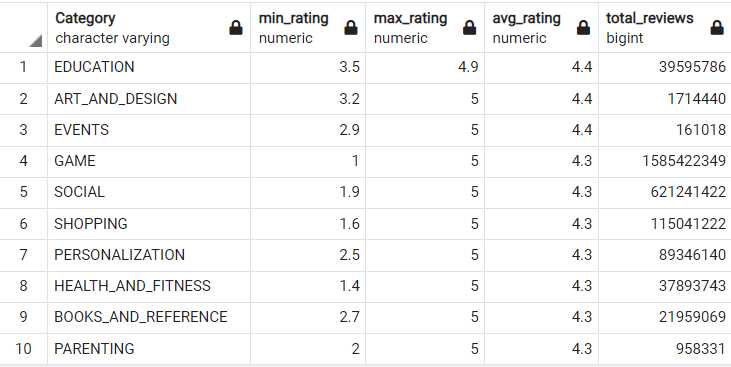 Category min_rating max_rating avg_rating total_reviews
character varying numeric numeric numeric bigint
1 EDUCATION 3.5 4.9 4.4 39595786
2 ART_AND_DESIGN 3.2 5 4.4 1714440
3 EVENTS 2.9 5 4.4 161018
4 GAME 1 5 4.3 1585422349
5 SOCIAL 1.9 5 4.3 621241422
6 SHOPPING 1.6 5 4.3 115041222
7 PERSONALIZATION 2.5 5 4.3 89346140
8 HEALTH_AND_FITNESS 1.4 5 4.3 37893743
9 BOOKS_AND_REFERENCE 2.7 5 4.3 21959069
10 PARENTING 2 5 4.3 958331